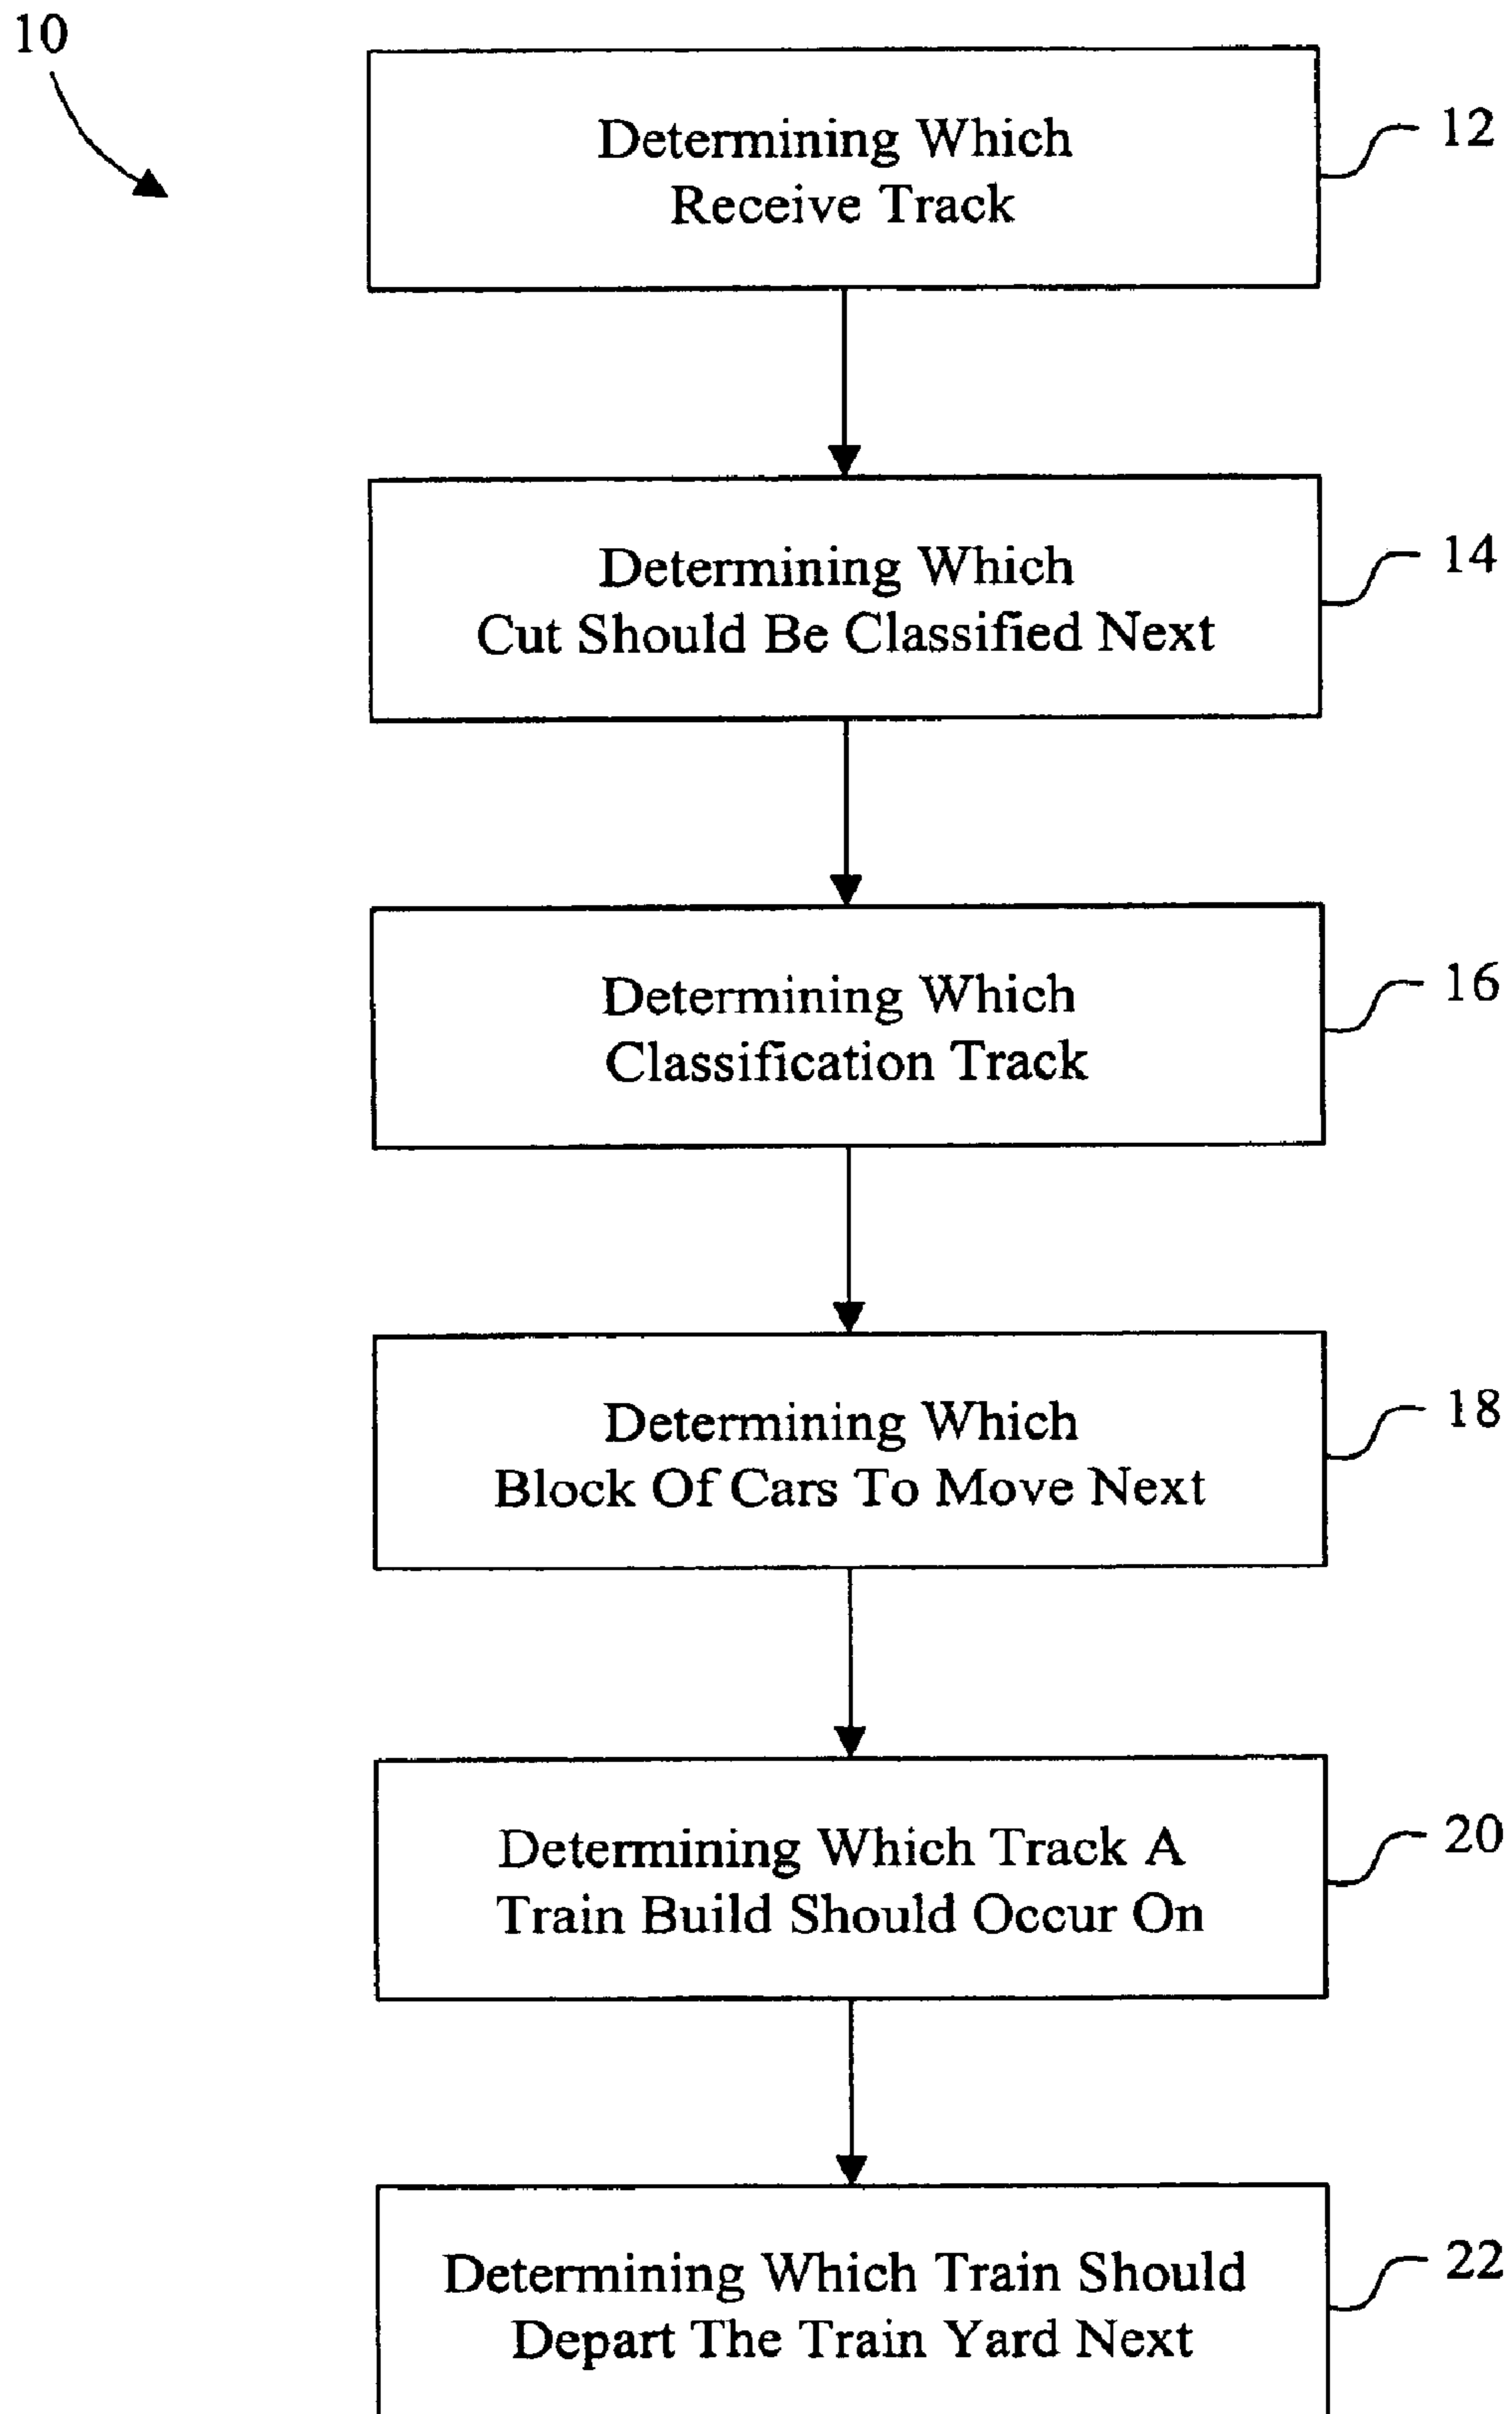 10
Determining Which
Receive Track
12
Determining Which
Cut Should Be Classified Next
14
Determining Which
Classification Track
16
Determining Which
Block Of Cars To Move Next
18
Determining Which Track A
Train Build Should Occur On
20
Determining Which Train Should
Depart The Train Yard Next
22